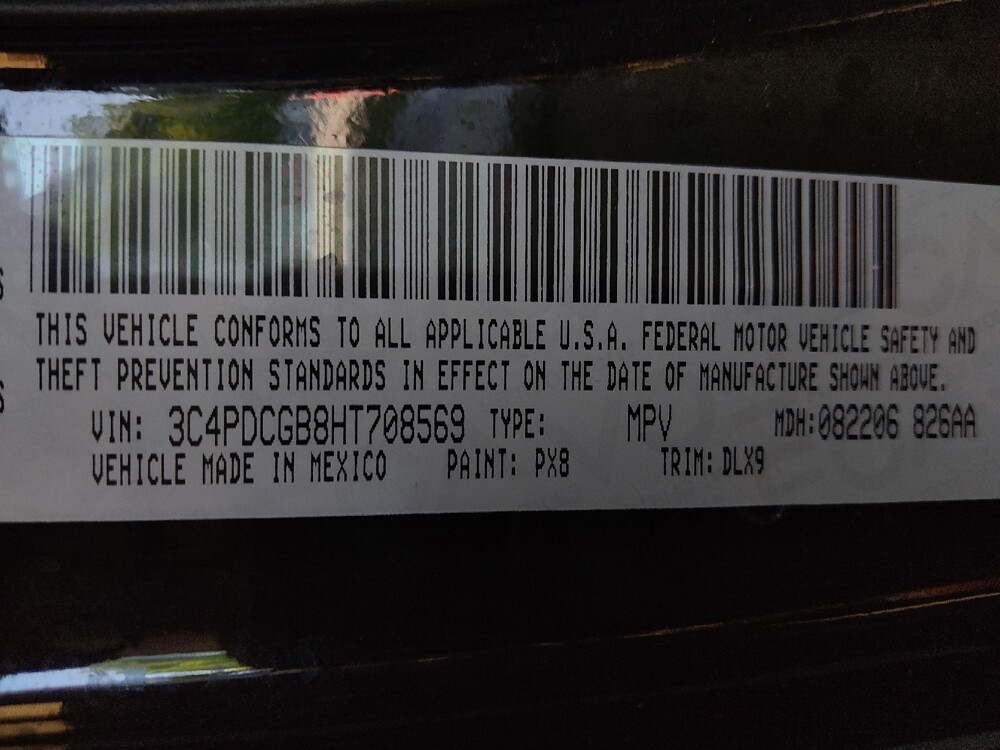 THIS VEHICLE CONFORMS TO ALL APPLICABLE U.S.A. FEDERAL MOTOR VEHICLE SAFETY AND
THEFT PREVENTION STANDARDS IN EFFECT ON THE DATE OF MANUFACTURE SHOWN ABOVE.
VIN: 3C4PDCGB8HT708569 TYPE: MPV MDH:082206 826AA
VEHICLE MADE IN MEXICO PAINT: PX8 TRIM: DLX9